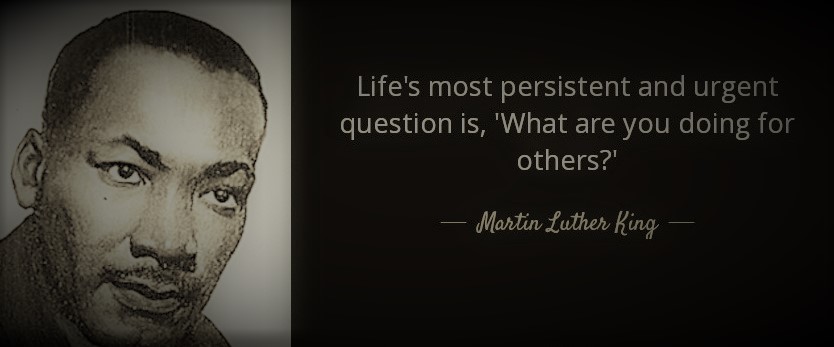 Life's most persistent and urgent
question is, 'What are you doing for
others?'
— Martin Luther King —